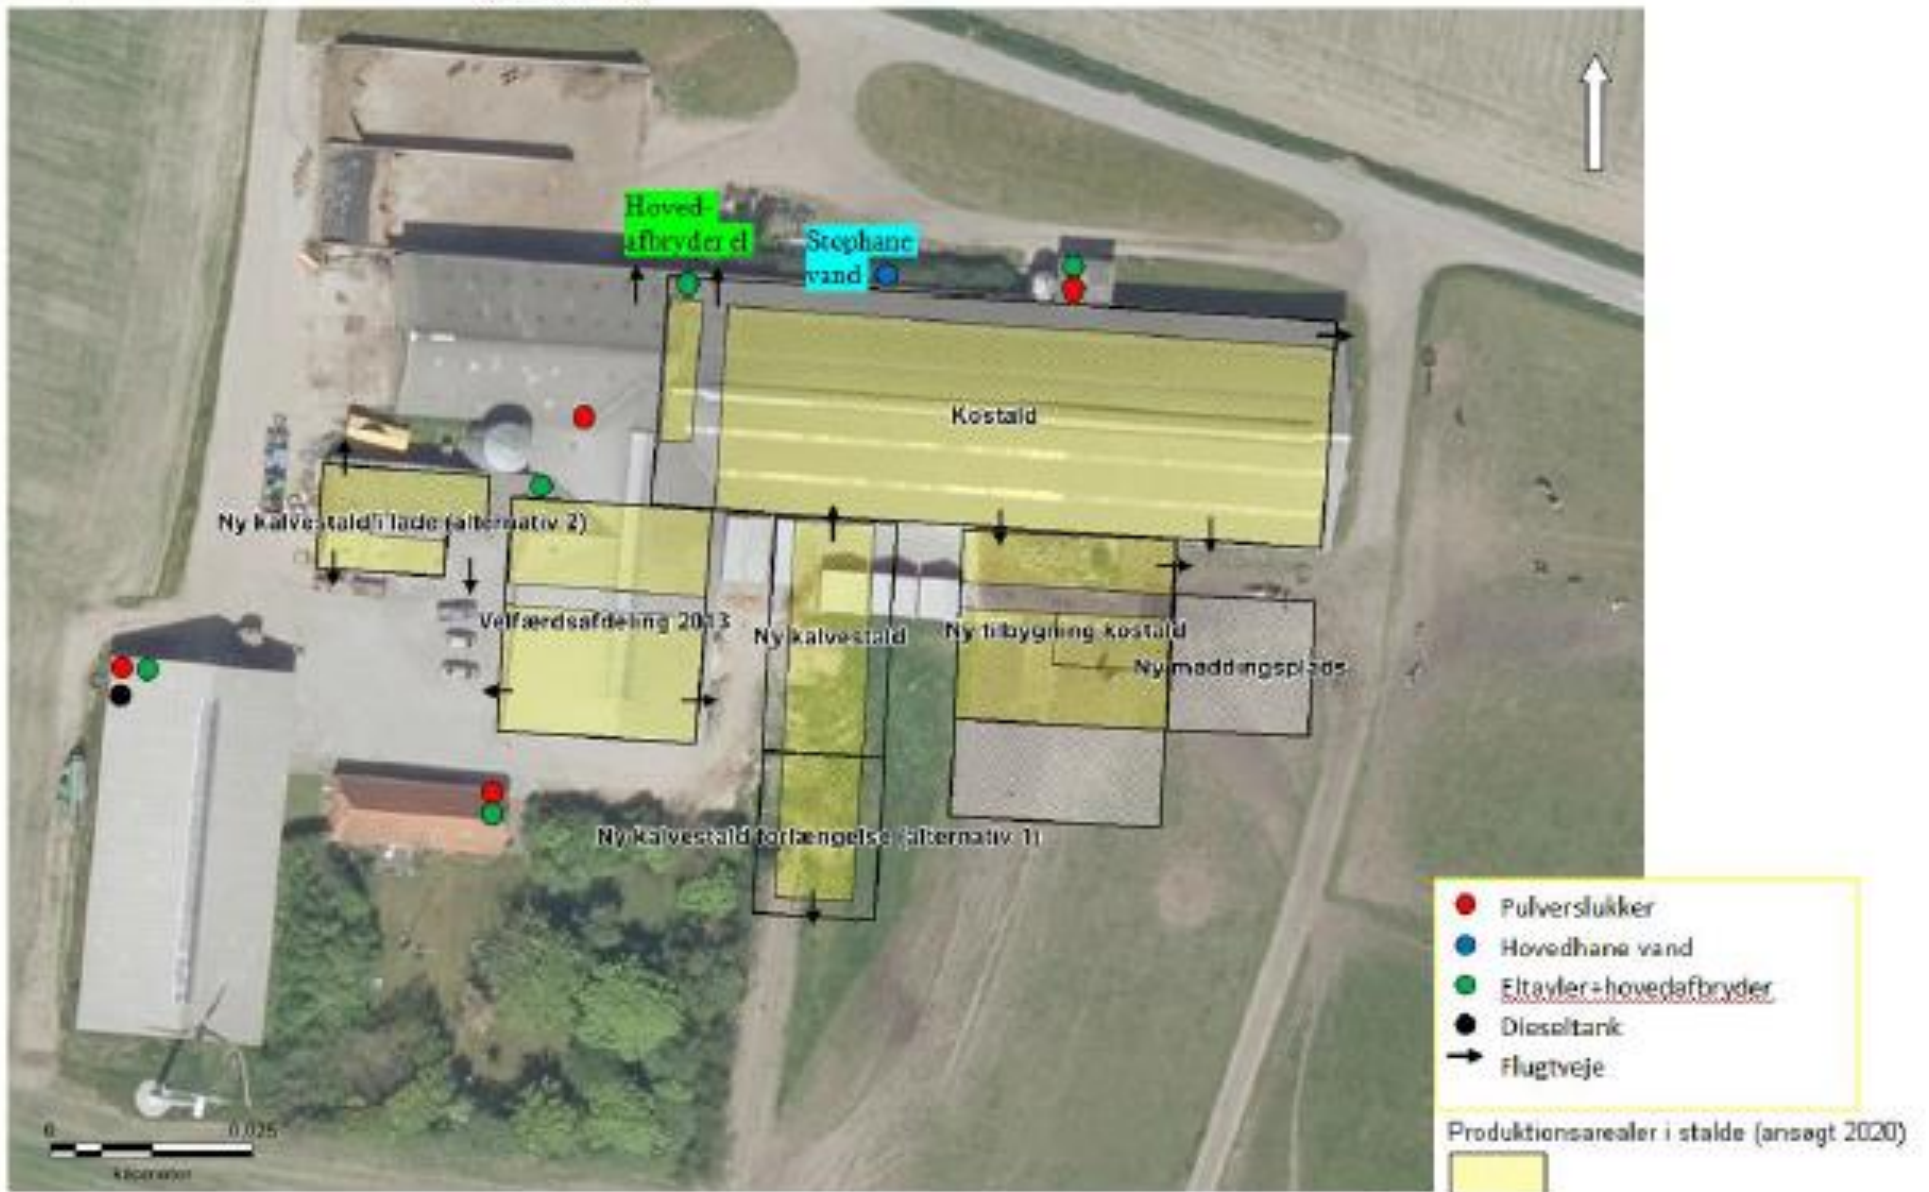 Hoved-
afbryder el
Stophane
vand
Kostald
Ny kalvestald i lade (alternativ 2)
Velfærdsafdeling 2013
Ny kalvestald
Ny tilbygning kostald
Ny møddingsplads
Ny kalvestald forlængelse (alternativ 1)
Pulverslukker
Hovedhane vand
Eltavler+hovedafbryder
Dieseltank
Flugtveje
0 0,025
kilometer
Produktionsarealer i stalde (ansøgt 2020)